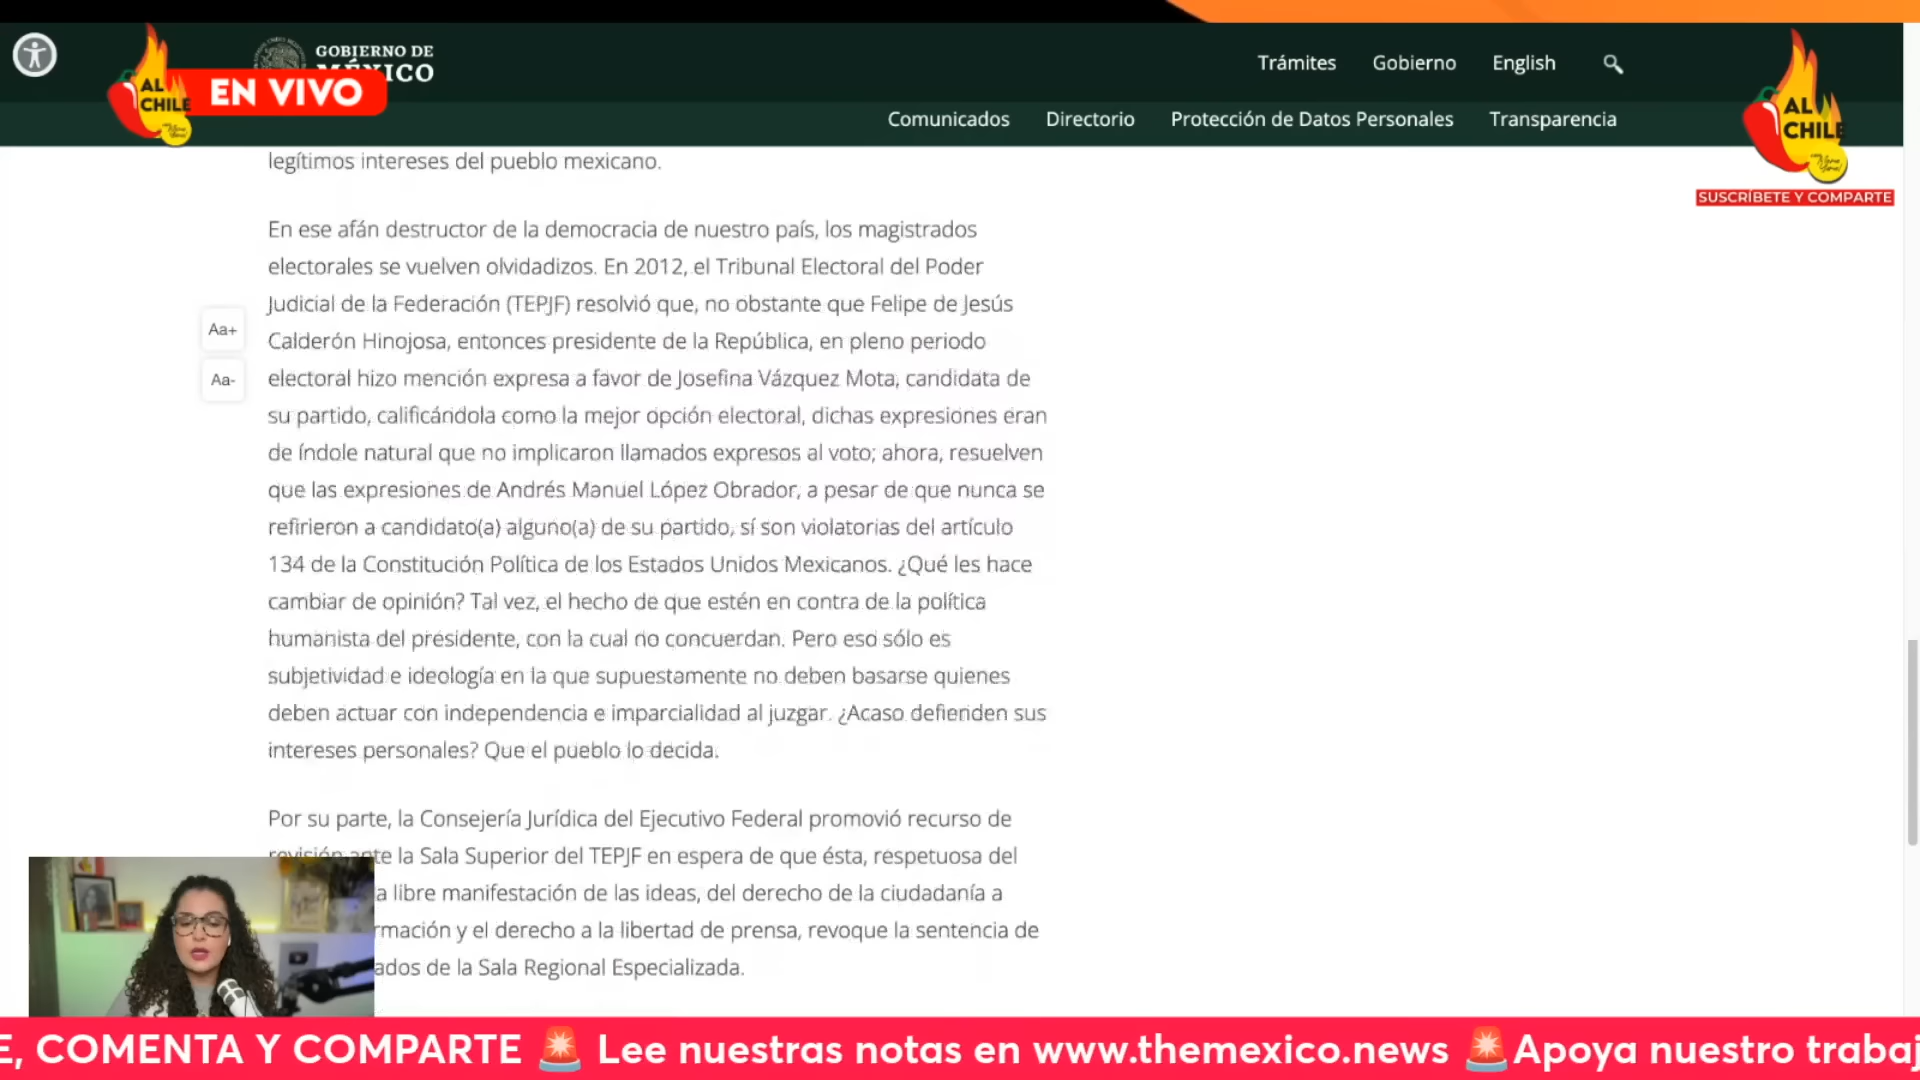 GOBIERNO DE
MÉXICO
AL
CHILE
EN VIVO
Trámites
Gobierno
English
Comunicados
Directorio
Protección de Datos Personales
Transparencia
AL
CHILE
SUSCRÍBETE Y COMPARTE
legítimos intereses del pueblo mexicano.
En ese afán destructor de la democracia de nuestro país, los magistrados
electorales se vuelven olvidadizos. En 2012, el Tribunal Electoral del Poder
Judicial de la Federación (TEPJF) resolvió que, no obstante que Felipe de Jesús
Calderón Hinojosa, entonces presidente de la República, en pleno periodo
electoral hizo mención expresa a favor de Josefina Vázquez Mota, candidata de
su partido, calificándola como la mejor opción electoral, dichas expresiones eran
de índole natural que no implicaron llamados expresos al voto; ahora, resuelven
que las expresiones de Andrés Manuel López Obrador, a pesar de que nunca se
refirieron a candidato(a) alguno(a) de su partido, sí son violatorias del artículo
134 de la Constitución Política de los Estados Unidos Mexicanos. ¿Qué les hace
cambiar de opinión? Tal vez, el hecho de que estén en contra de la política
humanista del presidente, con la cual no concuerdan. Pero eso sólo es
subjetividad e ideología en la que supuestamente no deben basarse quienes
deben actuar con independencia e imparcialidad al juzgar. ¿Acaso defienden sus
intereses personales? Que el pueblo lo decida.
Aa+
Aa-
Por su parte, la Consejería Jurídica del Ejecutivo Federal promovió recurso de
revisión ante la Sala Superior del TEPJF en espera de que ésta, respetuosa del
a libre manifestación de las ideas, del derecho de la ciudadanía a
rmación y el derecho a la libertad de prensa, revoque la sentencia de
ados de la Sala Regional Especializada.
E, COMENTA Y COMPARTE 🚨 Lee nuestras notas en www.themexico.news 🚨Apoya nuestro trabaj